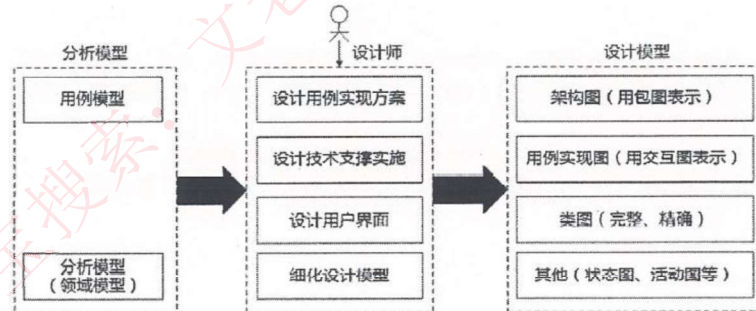 分析模型
用例模型
分析模型
（领域模型）
设计师
设计用例实现方案
设计技术支撑实施
设计用户界面
细化设计模型
设计模型
架构图（用包图表示）
用例实现图（用交互图表示）
类图（完整、精确）
其他（状态图、活动图等）
搜索：文